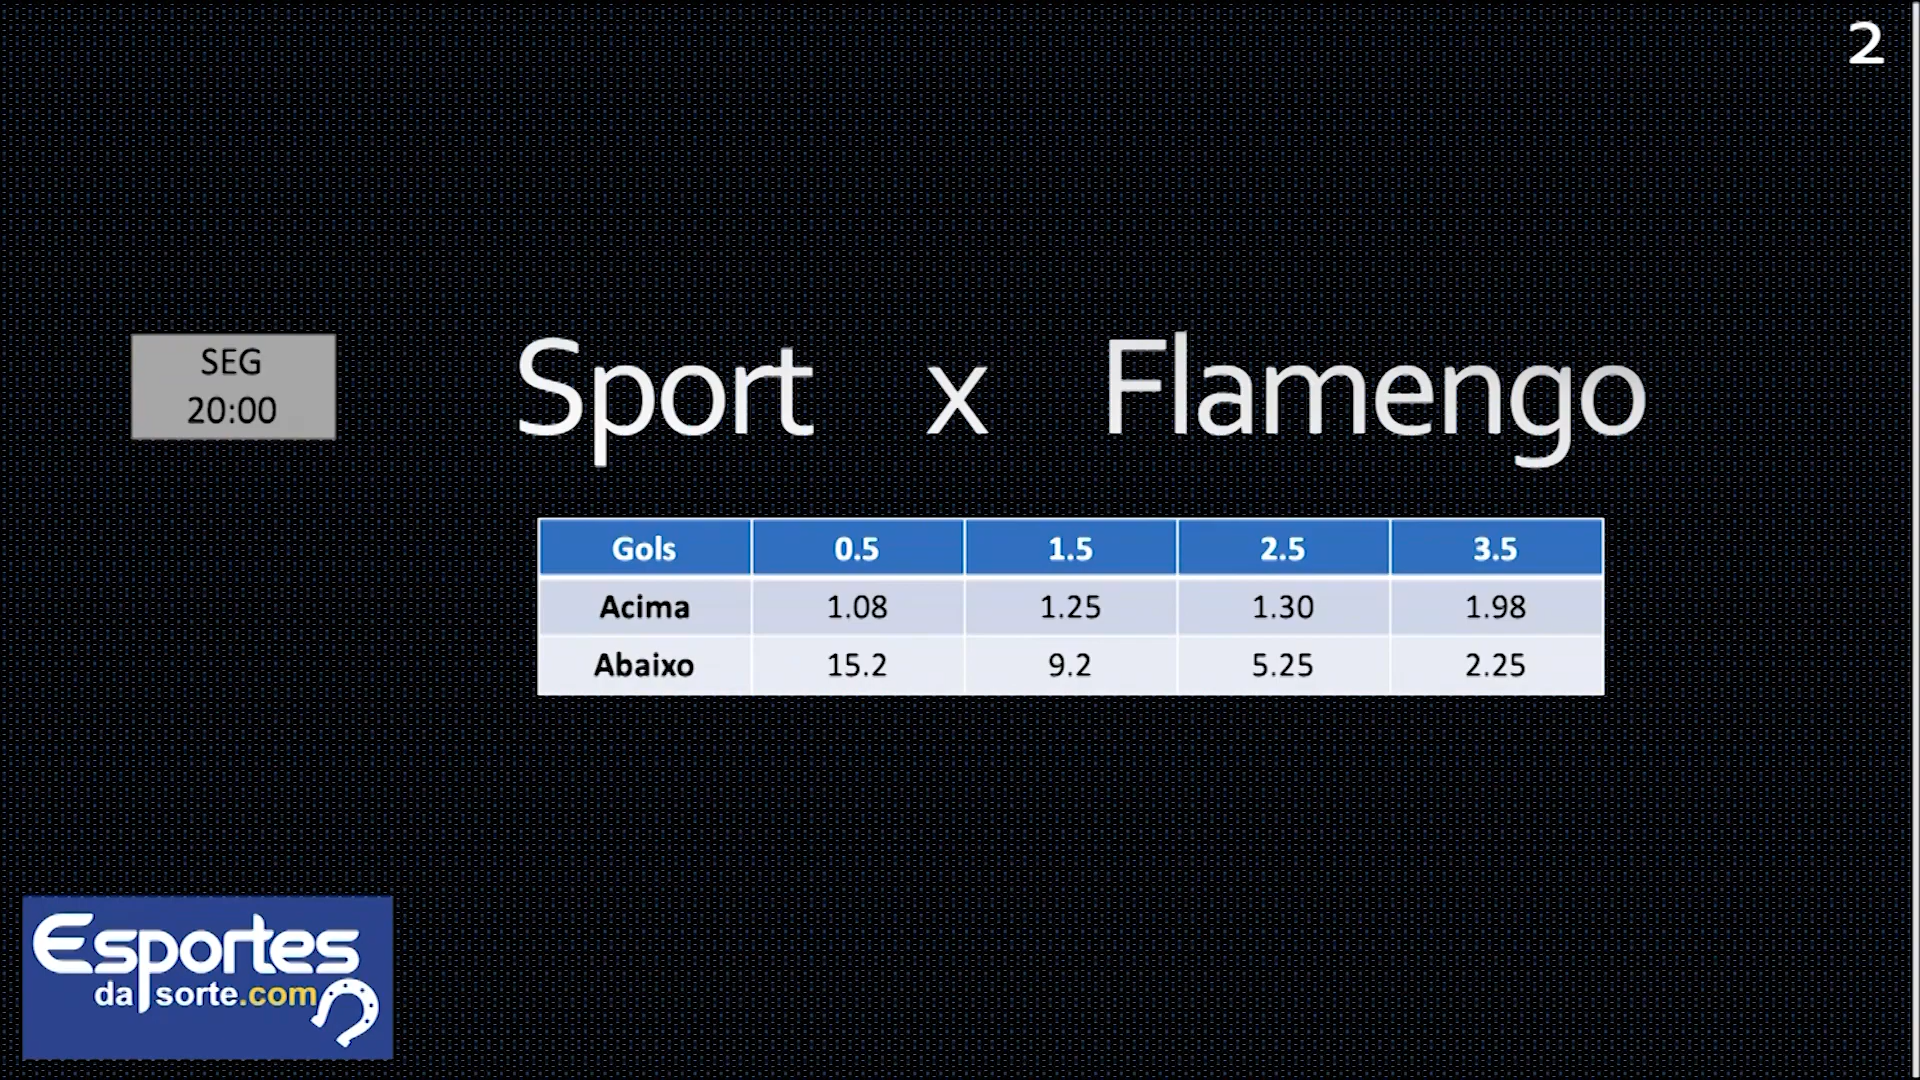 2
SEG
20:00
Sport x Flamengo
Gols 0.5 1.5 2.5 3.5
Acima 1.08 1.25 1.30 1.98
Abaixo 15.2 9.2 5.25 2.25
Esportes
da sorte.com